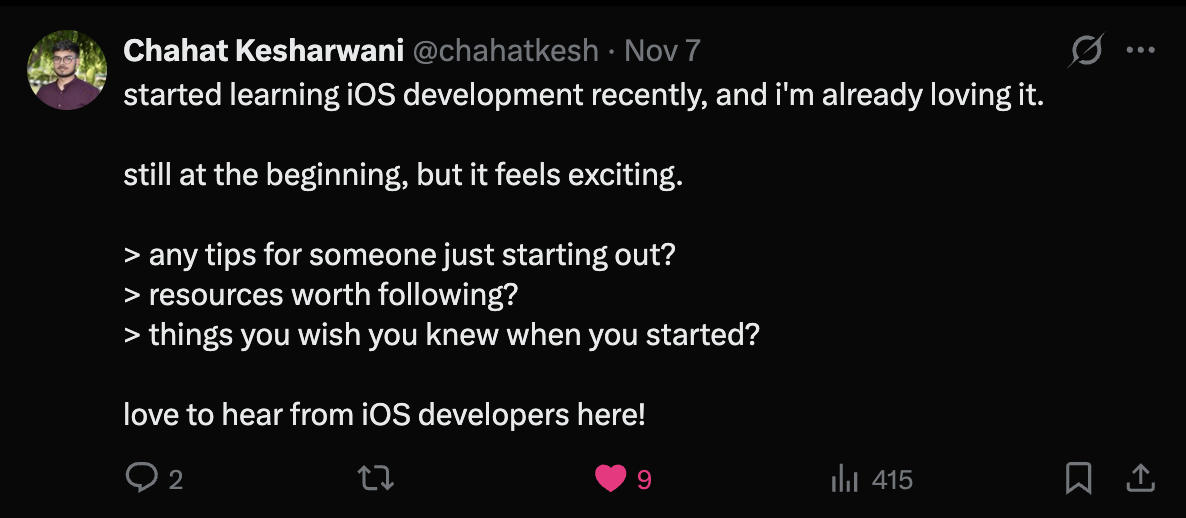 Chahat Kesharwani @chahatkesh · Nov 7
started learning iOS development recently, and i'm already loving it.
still at the beginning, but it feels exciting.
> any tips for someone just starting out?
> resources worth following?
> things you wish you knew when you started?
love to hear from iOS developers here!
2 9 415